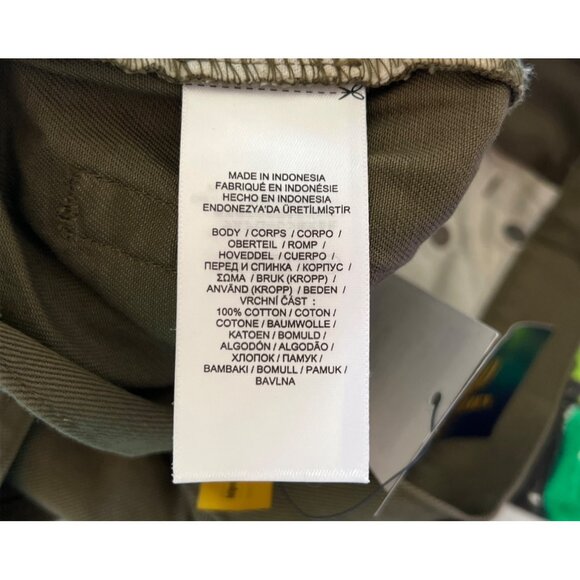 MADE IN INDONESIA
FABRIQUÉ EN INDONÉSIE
HECHO EN INDONESIA
ENDONEZYA'DA ÜRETİLMİŞTİR
BODY / CORPS / CORPO /
OBERTEIL / ROMP /
HOVEDDEL / CUERPO /
ПЕРЕД И СПИНКА / КОРПУС /
ΣΩΜΑ / BRUK (KROPP) /
ANVÄND (KROPP) / BEDEN /
VRCHNÍ ČÁST :
100% COTTON / COTON /
COTONE / BAUMWOLLE /
KATOEN / BOMULD /
ALGODÓN / ALGODÃO /
ХЛОПОК / ПАМУК /
ΒΑΜΒΑΚΙ / BOMULL / PAMUK /
BAVLNA